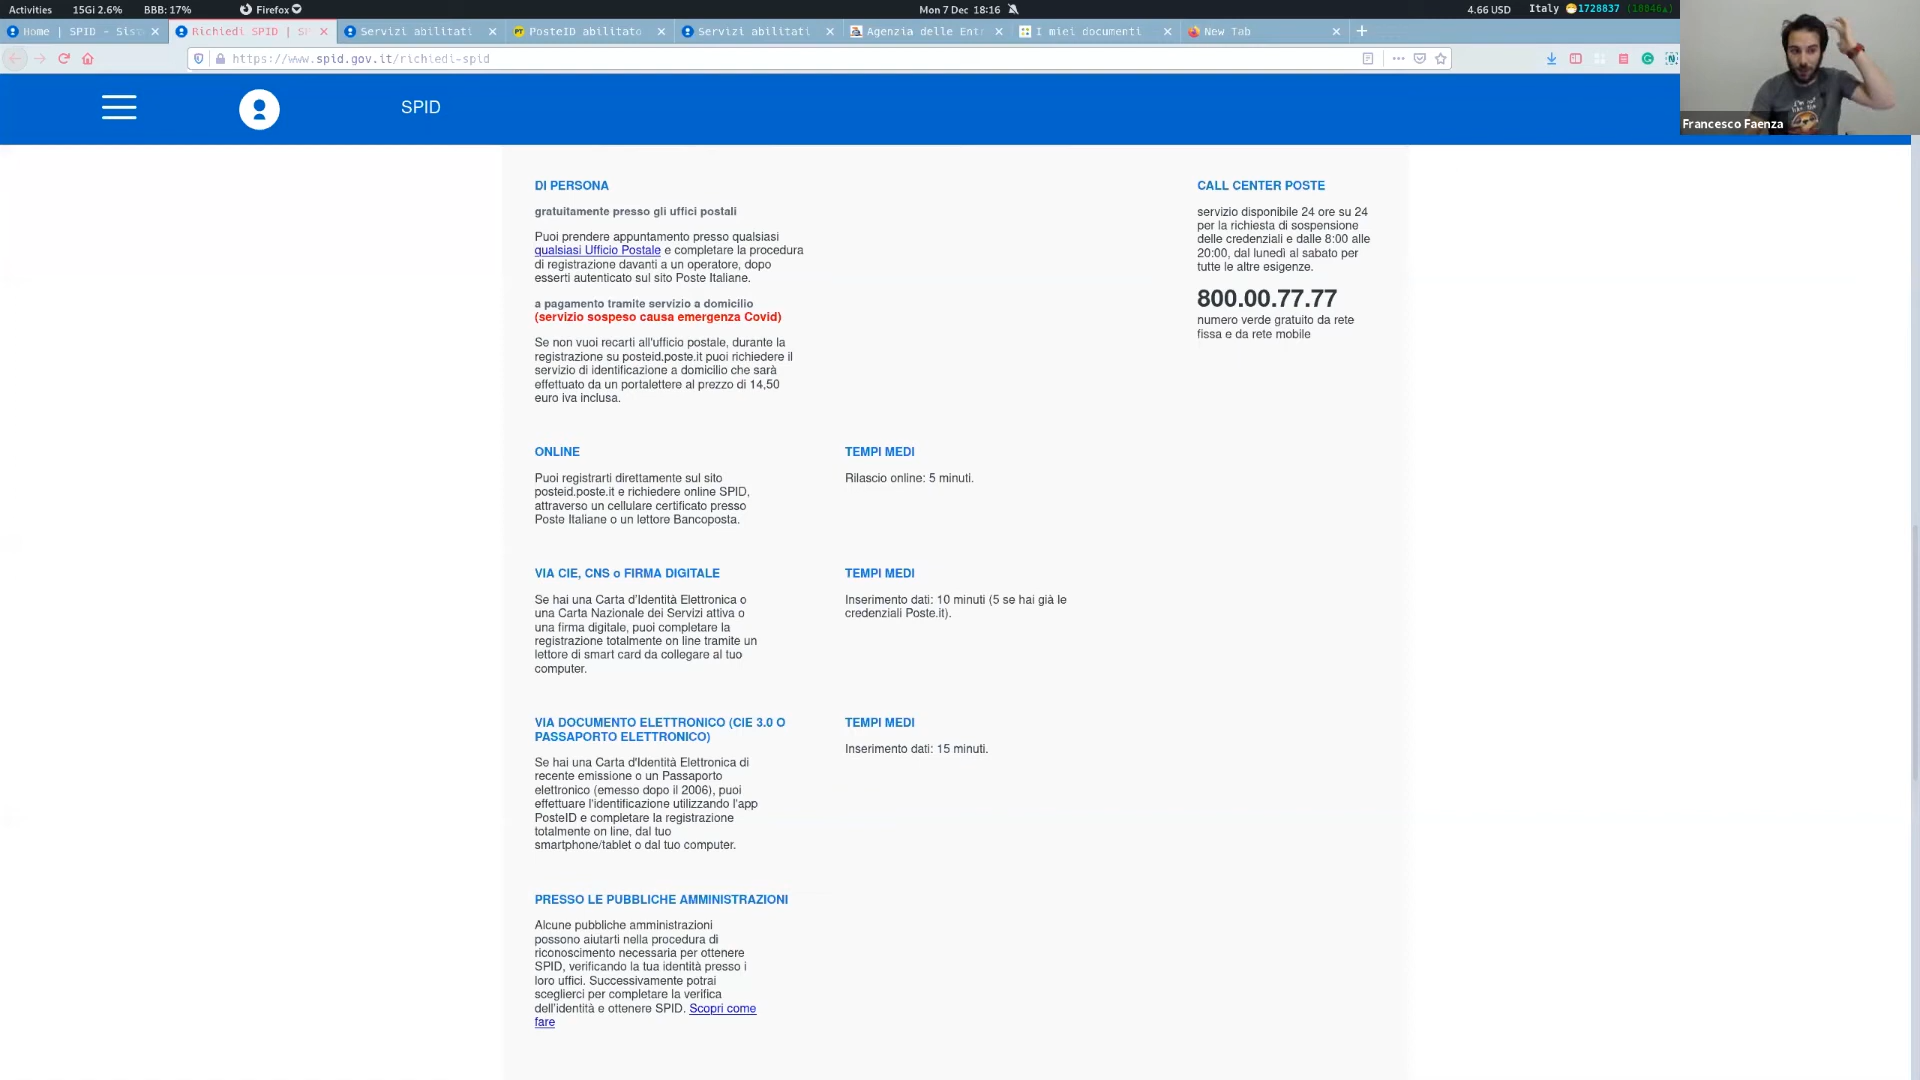 Activities 15Gi 2.6% BBB: 17% Firefox Mon 7 Dec 18:16 4.66 USD Italy 1728837 (18846▲)
Home | SPID - Sist Richiedi SPID | S Servizi abilitati PosteID abilitato Servizi abilitati Agenzia delle Entr I miei documenti New Tab
https://www.spid.gov.it/richiedi-spid
SPID
Francesco Faenza
DI PERSONA
gratuitamente presso gli uffici postali
Puoi prendere appuntamento presso qualsiasi
qualsiasi Ufficio Postale e completare la procedura
di registrazione davanti a un operatore, dopo
esserti autenticato sul sito Poste Italiane.
a pagamento tramite servizio a domicilio
(servizio sospeso causa emergenza Covid)
Se non vuoi recarti all'ufficio postale, durante la
registrazione su posteid.poste.it puoi richiedere il
servizio di identificazione a domicilio che sarà
effettuato da un portalettere al prezzo di 14,50
euro iva inclusa.
CALL CENTER POSTE
servizio disponibile 24 ore su 24
per la richiesta di sospensione
delle credenziali e dalle 8:00 alle
20:00, dal lunedì al sabato per
tutte le altre esigenze.
800.00.77.77
numero verde gratuito da rete
fissa e da rete mobile
ONLINE
Puoi registrarti direttamente sul sito
posteid.poste.it e richiedere online SPID,
attraverso un cellulare certificato presso
Poste Italiane o un lettore Bancoposta.
TEMPI MEDI
Rilascio online: 5 minuti.
VIA CIE, CNS o FIRMA DIGITALE
Se hai una Carta d'Identità Elettronica o
una Carta Nazionale dei Servizi attiva o
una firma digitale, puoi completare la
registrazione totalmente on line tramite un
lettore di smart card da collegare al tuo
computer.
TEMPI MEDI
Inserimento dati: 10 minuti (5 se hai già le
credenziali Poste.it).
VIA DOCUMENTO ELETTRONICO (CIE 3.0 O
PASSAPORTO ELETTRONICO)
Se hai una Carta d'Identità Elettronica di
recente emissione o un Passaporto
elettronico (emesso dopo il 2006), puoi
effettuare l'identificazione utilizzando l'app
PosteID e completare la registrazione
totalmente on line, dal tuo
smartphone/tablet o dal tuo computer.
TEMPI MEDI
Inserimento dati: 15 minuti.
PRESSO LE PUBBLICHE AMMINISTRAZIONI
Alcune pubbliche amministrazioni
possono aiutarti nella procedura di
riconoscimento necessaria per ottenere
SPID, verificando la tua identità presso i
loro uffici. Successivamente potrai
sceglierci per completare la verifica
dell'identità e ottenere SPID. Scopri come
fare